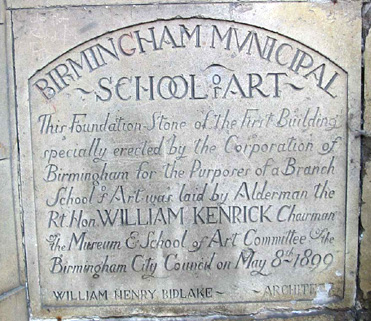 BIRMINGHAM MVNICIPAL
~SCHOOL OF ART~
This Foundation-Stone of the First Building
specially erected by the Corporation of
Birmingham for the Purposes of a Branch
School of Art was laid by Alderman the
Rt. Hon. WILLIAM KENRICK Chairman
of the Museum & School of Art Committee of the
Birmingham City Council on May 8th 1899
WILLIAM HENRY BIDLAKE ~ ~ ARCHITECT